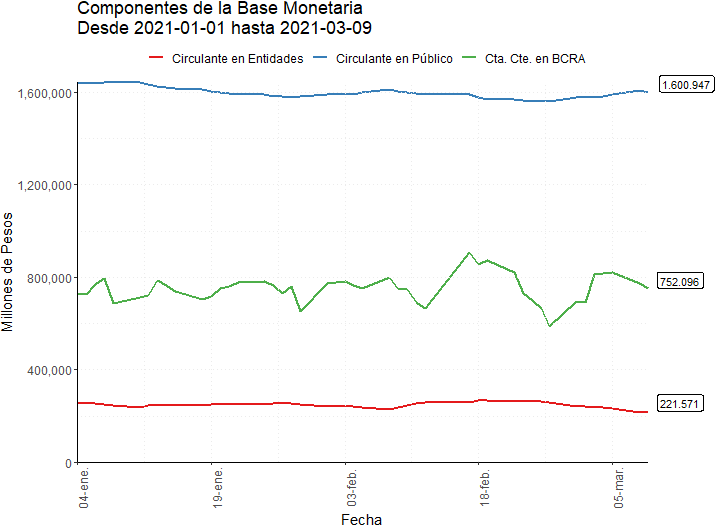 Componentes de la Base Monetaria
Desde 2021-01-01 hasta 2021-03-09
Circulante en Entidades Circulante en Público Cta. Cte. en BCRA
Millones de Pesos
1,600,000
1,200,000
800,000
400,000
0
1.600.947
752.096
221.571
04-ene.
19-ene.
03-feb.
18-feb.
05-mar.
Fecha